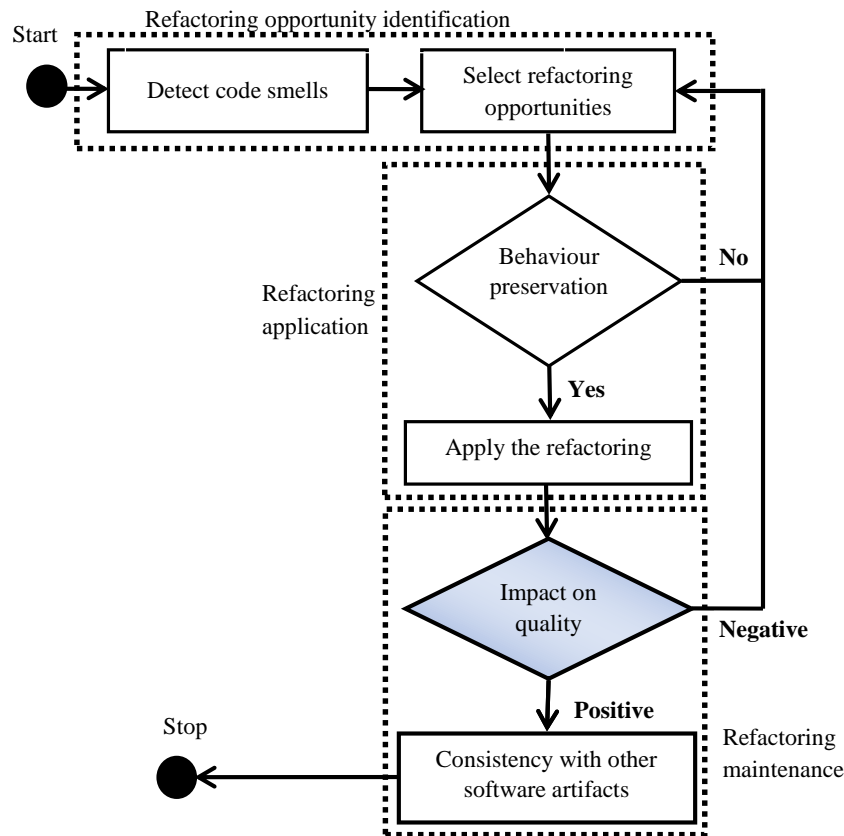 Refactoring opportunity identification
Start
Detect code smells
Select refactoring
opportunities
Behaviour
preservation
No
Refactoring
application
Yes
Apply the refactoring
Impact on
quality
Negative
Positive
Stop
Consistency with other
software artifacts
Refactoring
maintenance